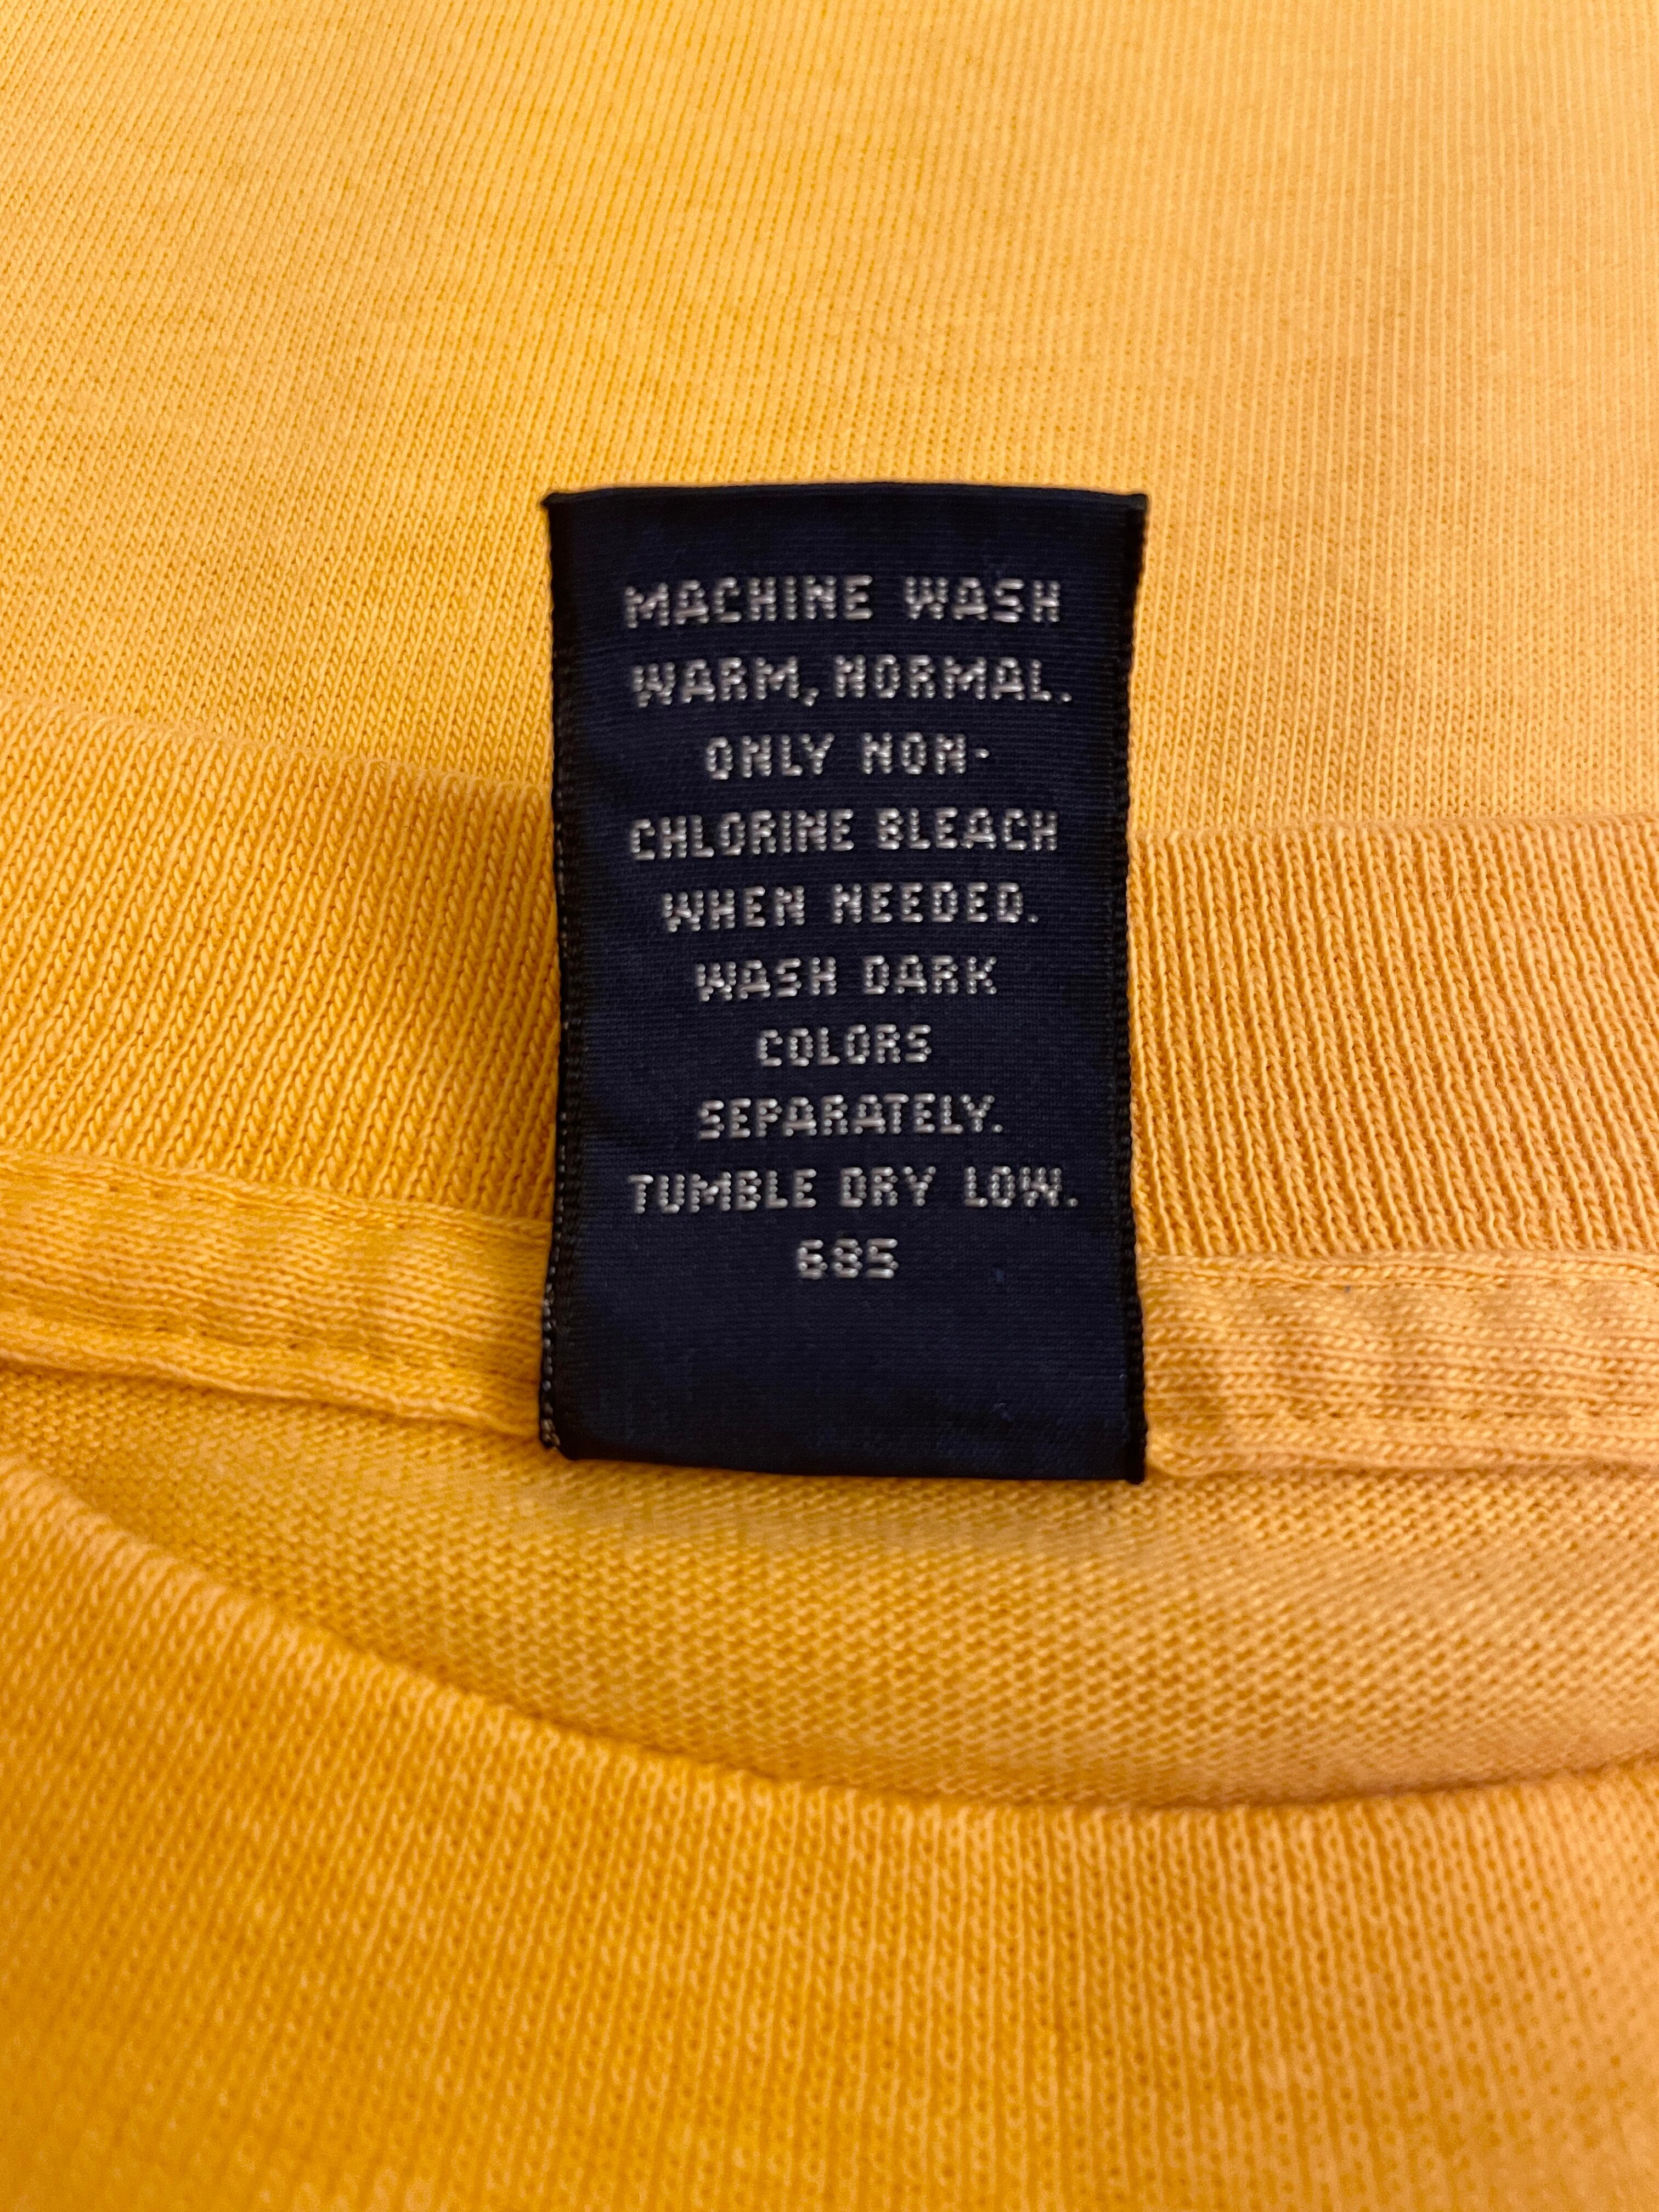 MACHINE WASH
WARM, NORMAL.
ONLY NON-
CHLORINE BLEACH
WHEN NEEDED.
WASH DARK
COLORS
SEPARATELY.
TUMBLE DRY LOW.
685